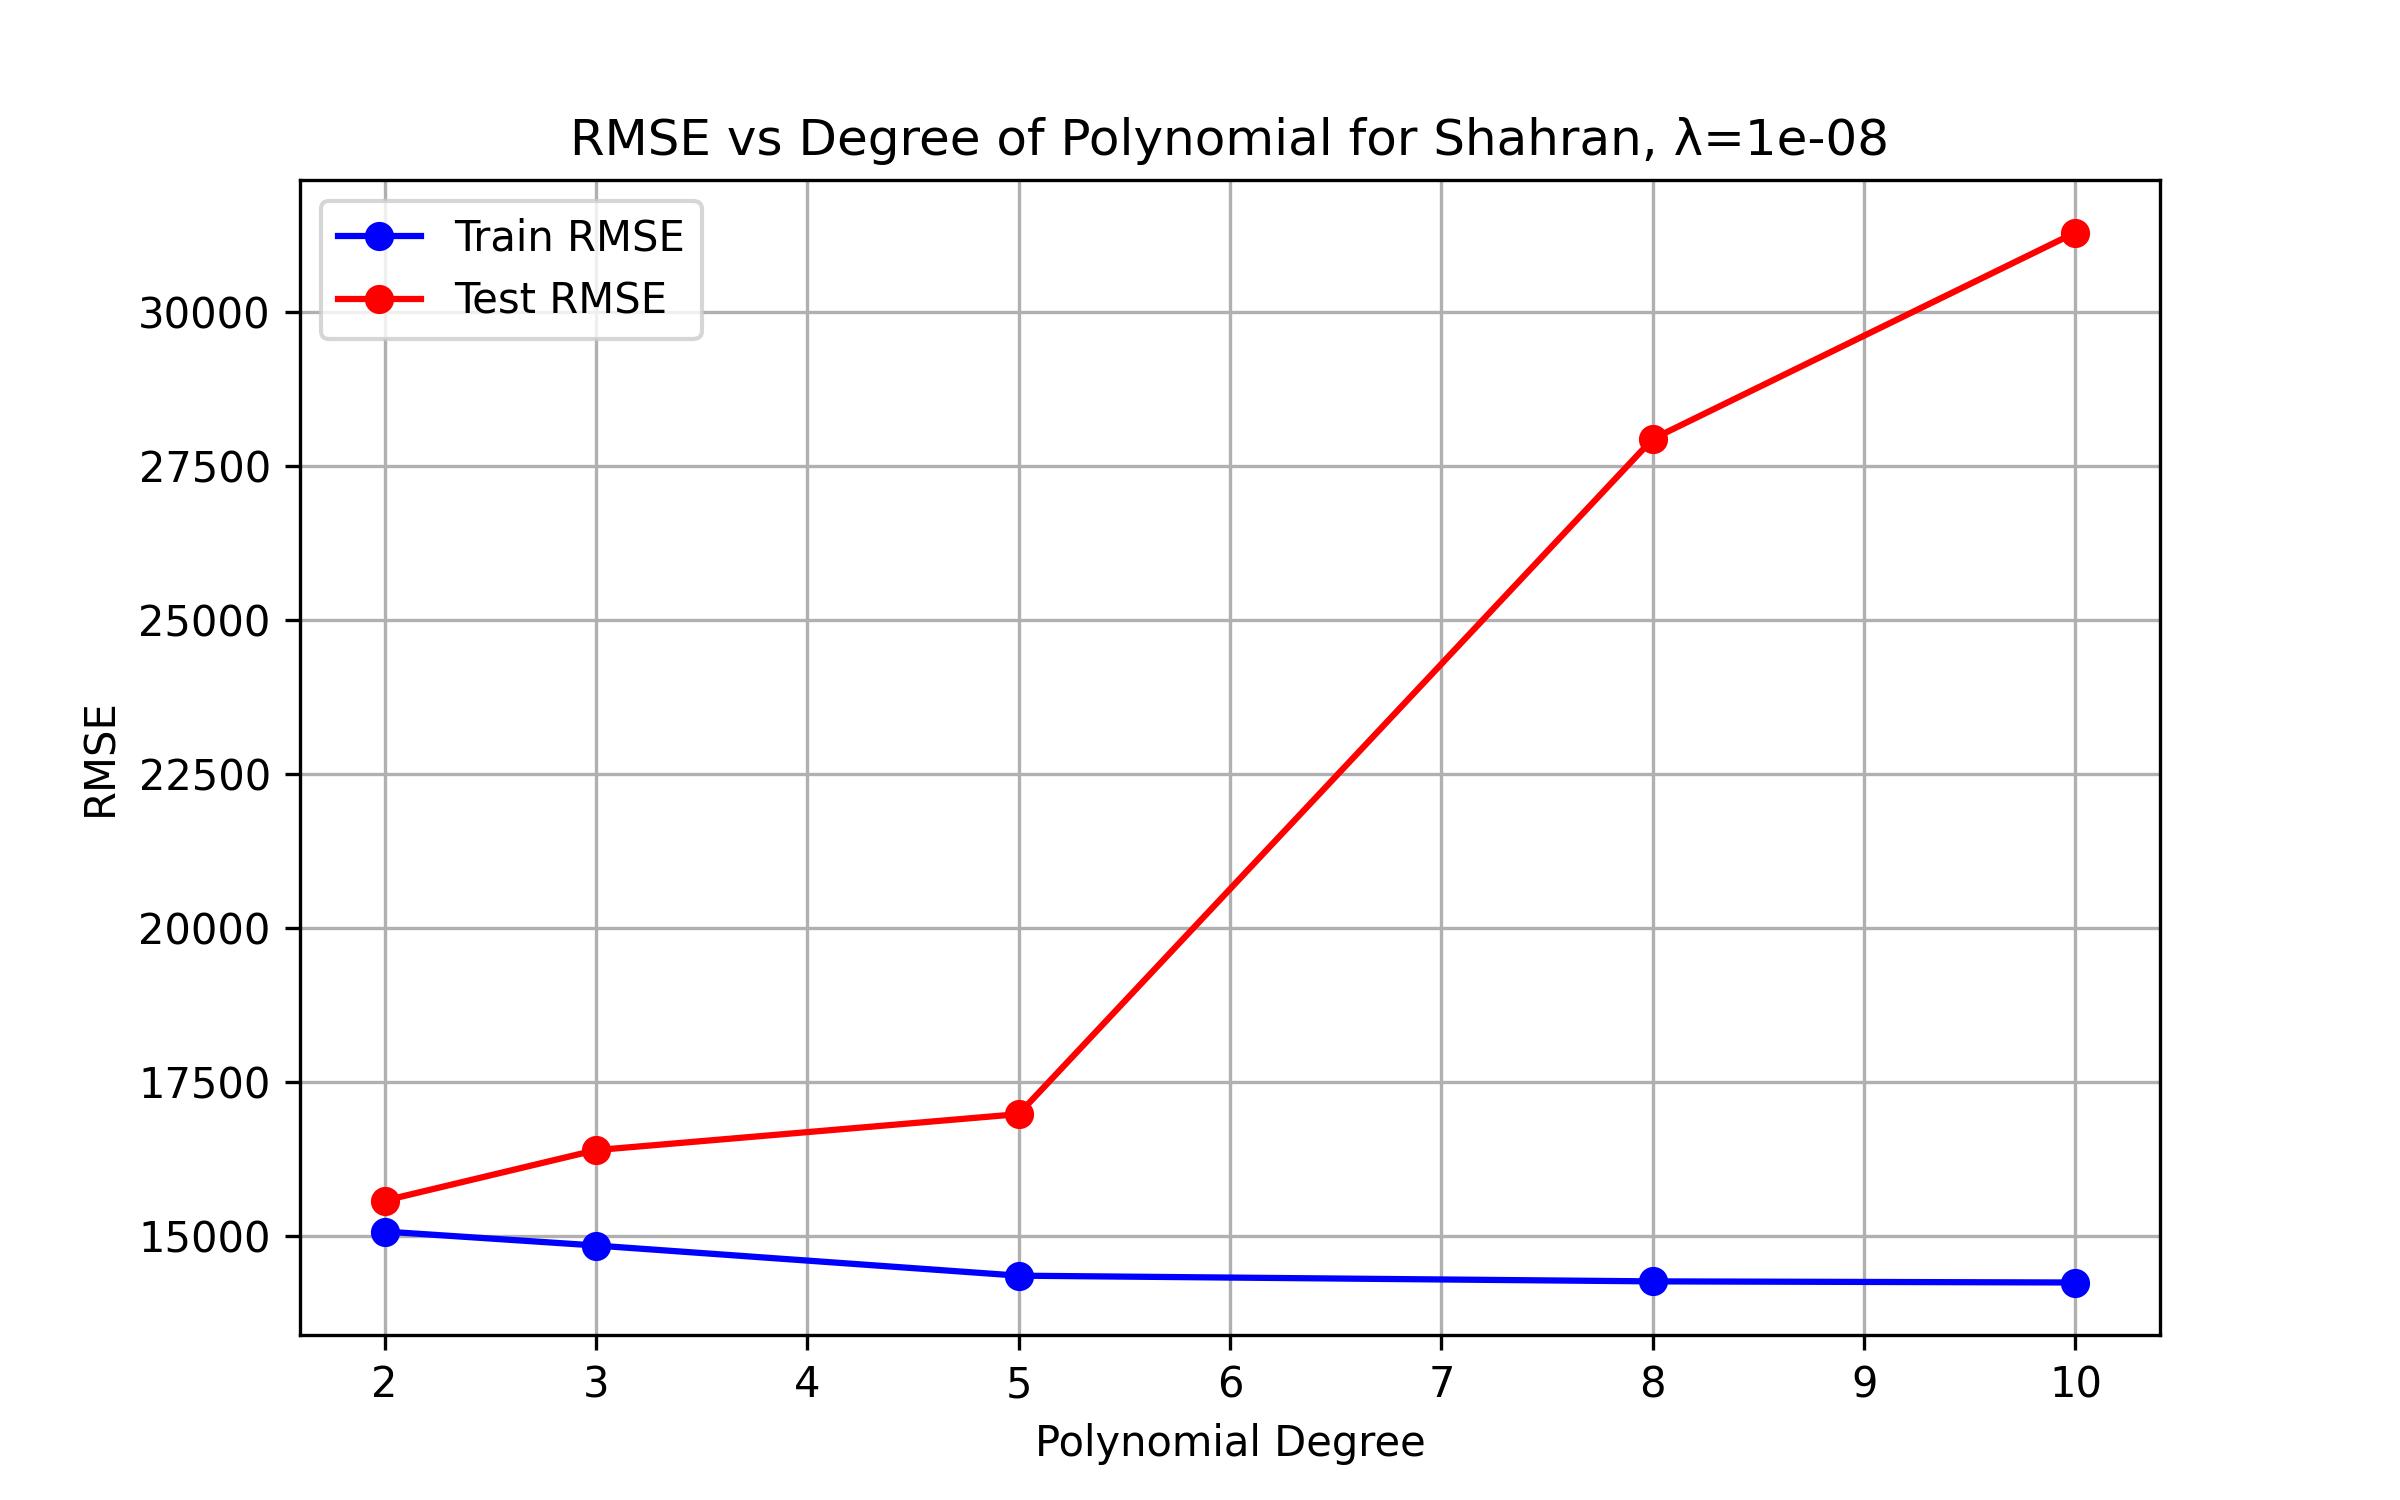 RMSE vs Degree of Polynomial for Shahran, λ=1e-08
Train RMSE
Test RMSE
30000
27500
25000
22500
20000
17500
15000
RMSE
2 3 4 5 6 7 8 9 10
Polynomial Degree